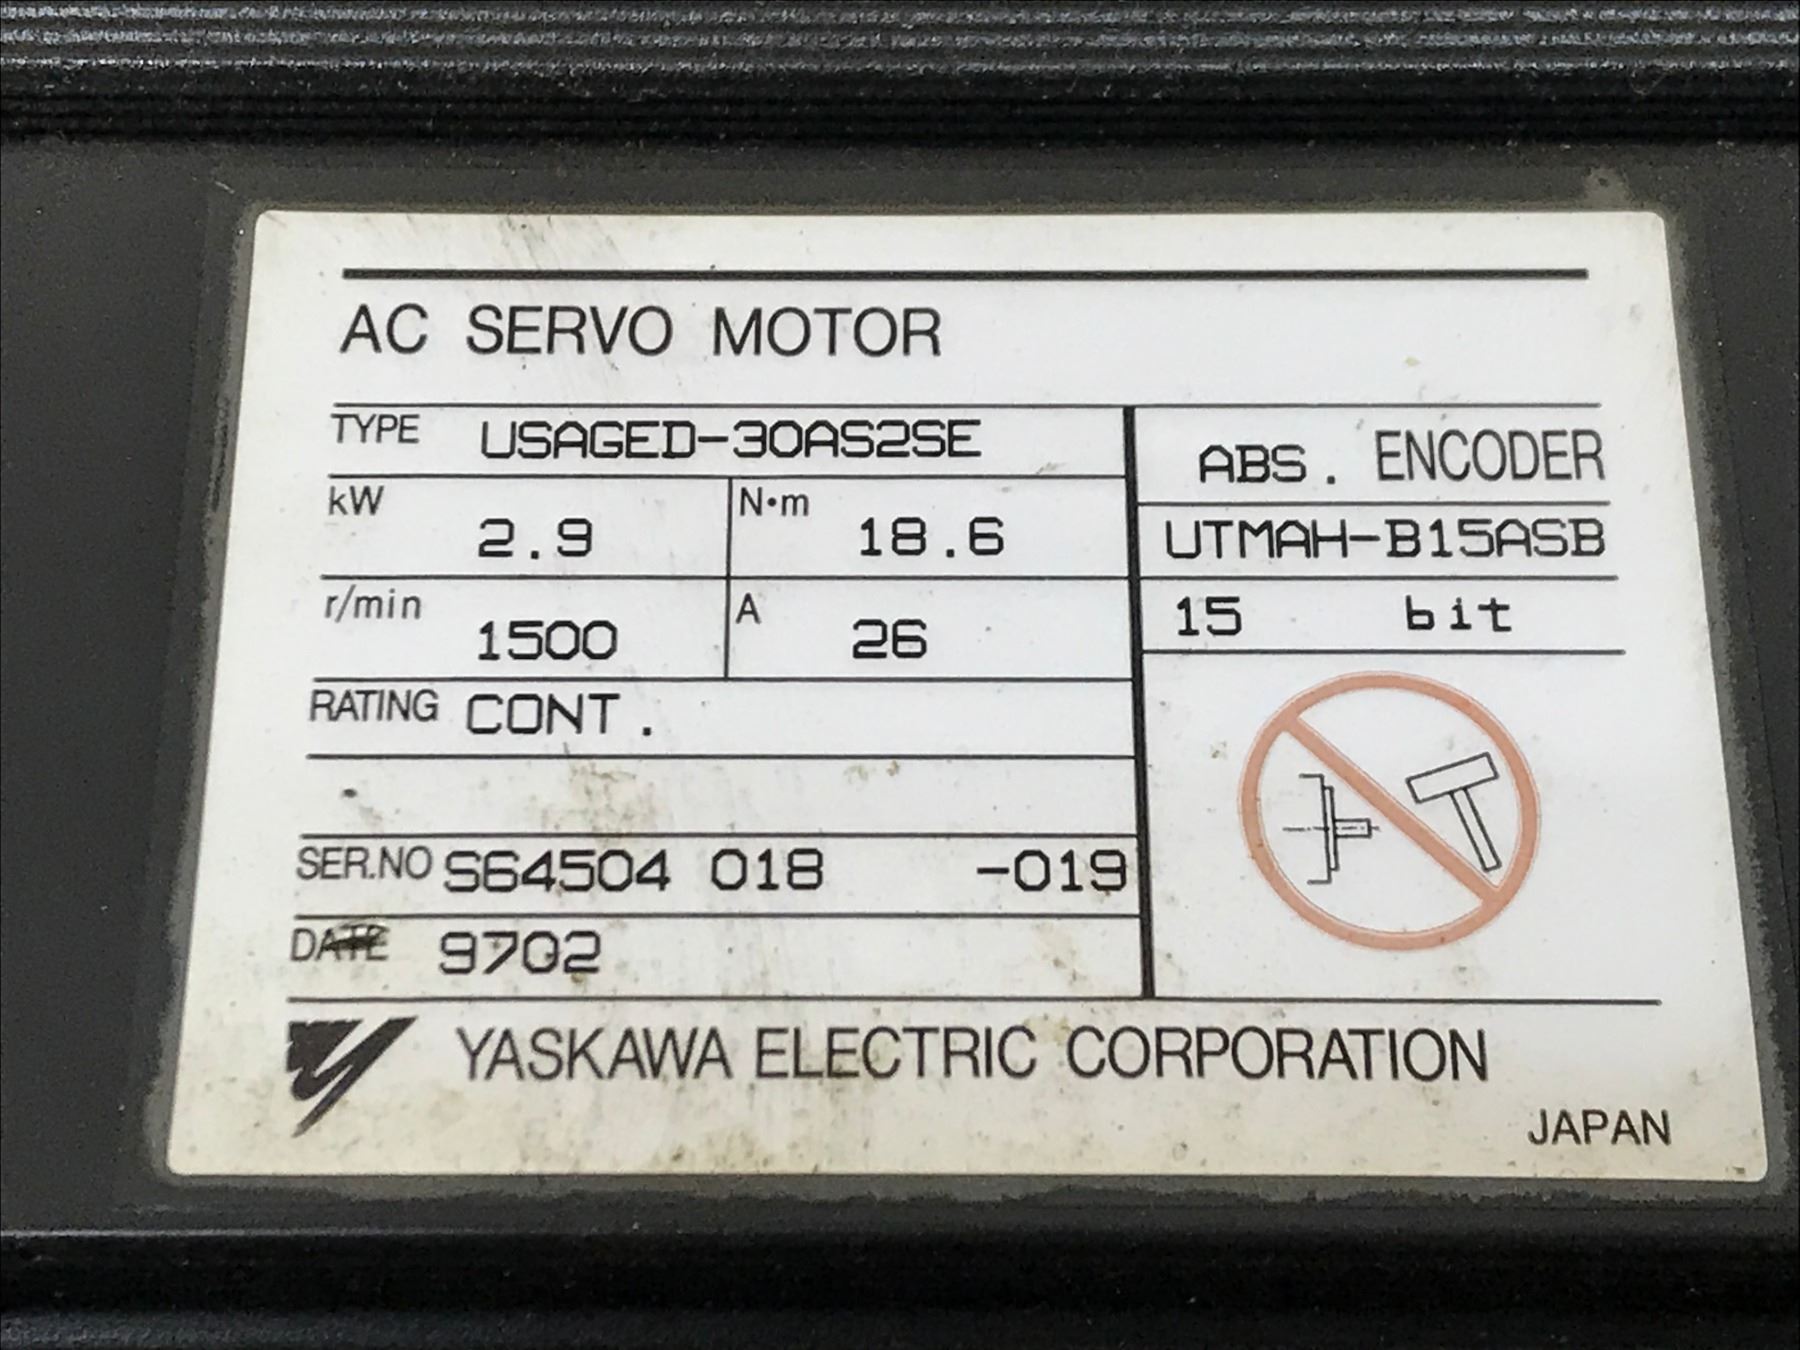 AC SERVO MOTOR
TYPE USAGED-30AS2SE
ABS. ENCODER
kW 2.9 N•m 18.6
UTMAH-B15ASB
r/min 1500 A 26
15 bit
RATING CONT.
SER.NO S64504 018 -019
DATE 9702
YASKAWA ELECTRIC CORPORATION
JAPAN